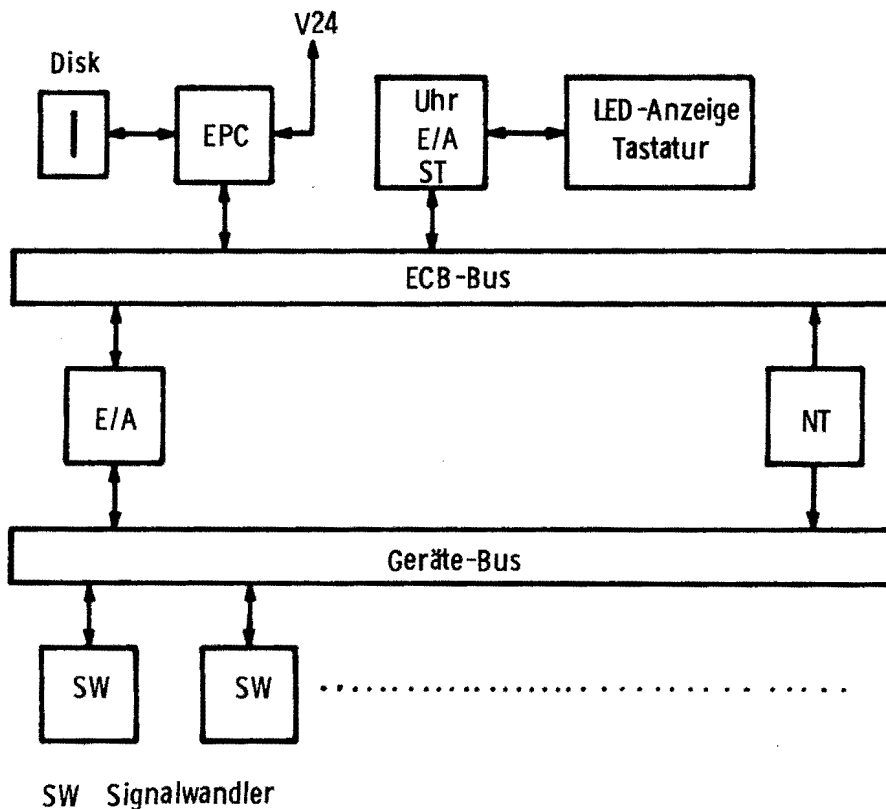 V24
Disk
EPC
Uhr
E/A
ST
LED-Anzeige
Tastatur
ECB-Bus
E/A
NT
Geräte-Bus
SW
SW
SW Signalwandler